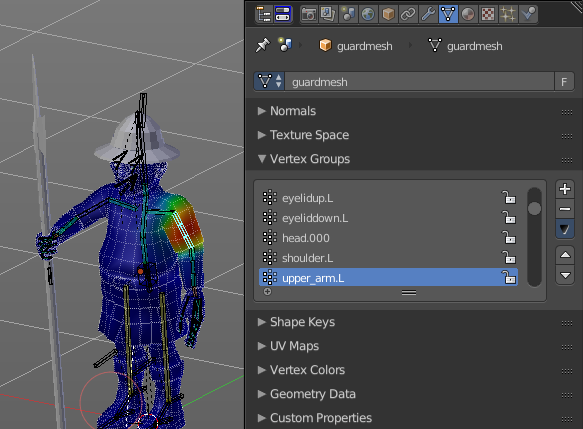 guardmesh guardmesh
guardmesh F
Normals
Texture Space
Vertex Groups
eyelidup.L
eyeliddown.L
head.000
shoulder.L
upper_arm.L
Shape Keys
UV Maps
Vertex Colors
Geometry Data
Custom Properties